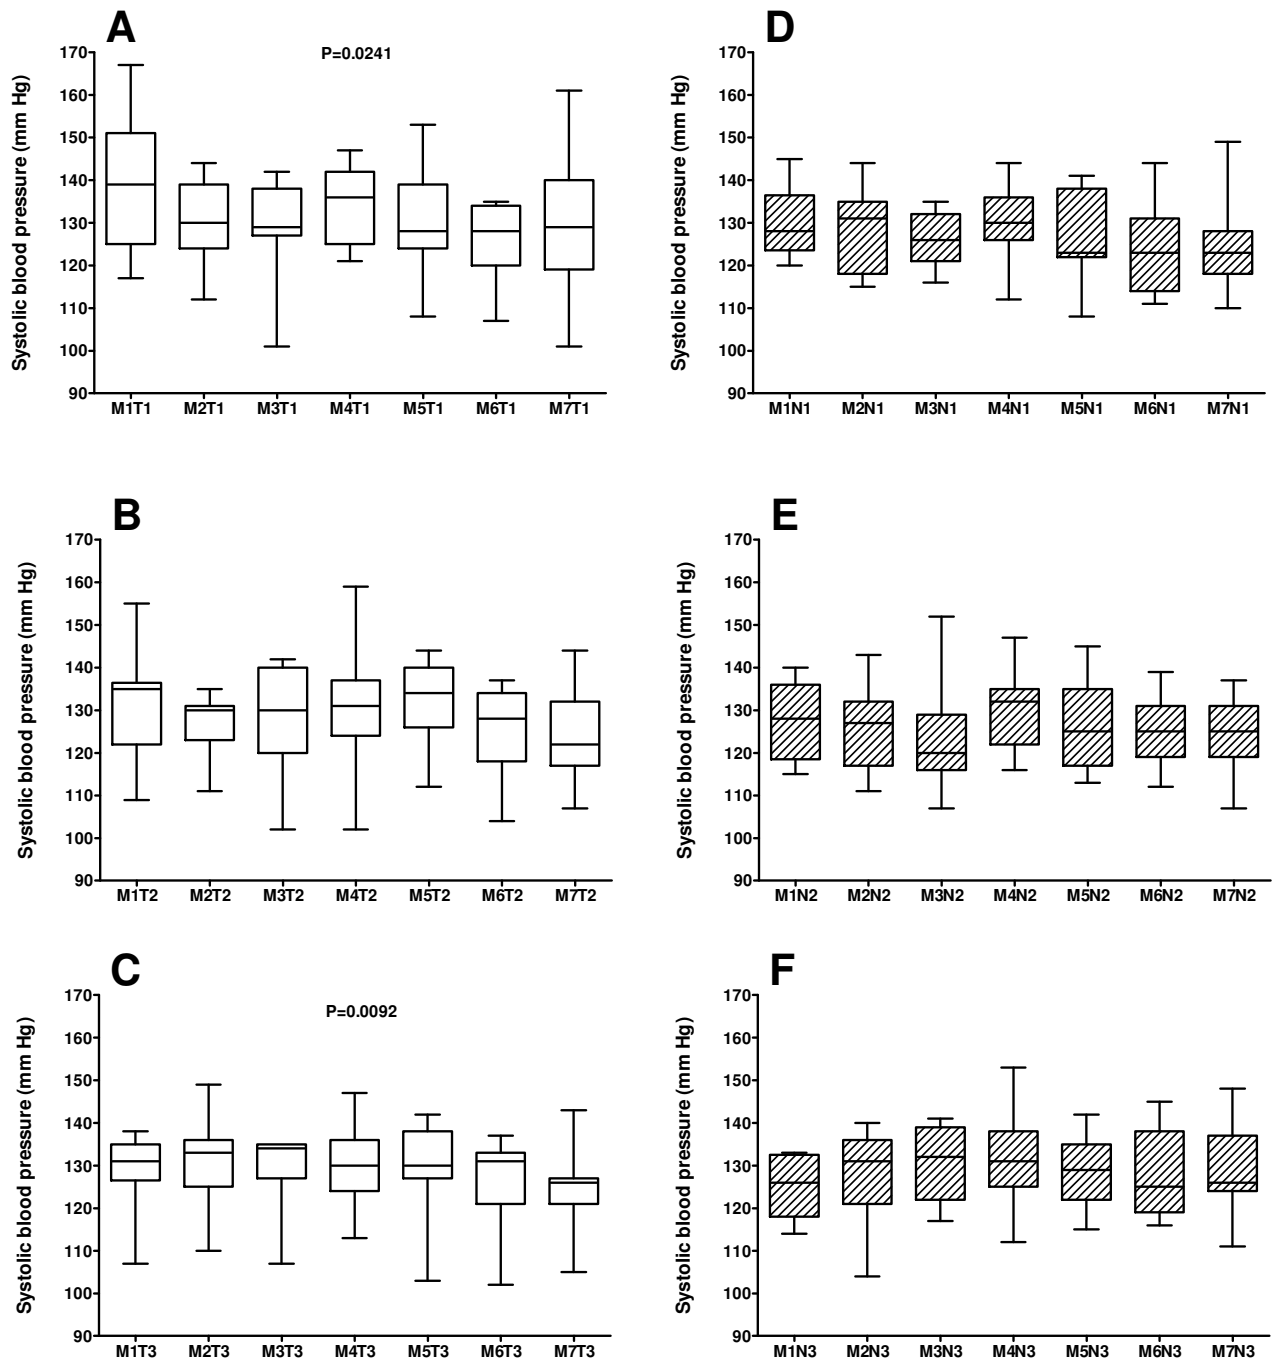 A
P=0.0241
Systolic blood pressure (mm Hg)
170
160
150
140
130
120
110
100
90
M1T1 M2T1 M3T1 M4T1 M5T1 M6T1 M7T1
D
Systolic blood pressure (mm Hg)
170
160
150
140
130
120
110
100
90
M1N1 M2N1 M3N1 M4N1 M5N1 M6N1 M7N1
B
Systolic blood pressure (mm Hg)
170
160
150
140
130
120
110
100
90
M1T2 M2T2 M3T2 M4T2 M5T2 M6T2 M7T2
E
Systolic blood pressure (mm Hg)
170
160
150
140
130
120
110
100
90
M1N2 M2N2 M3N2 M4N2 M5N2 M6N2 M7N2
C
P=0.0092
Systolic blood pressure (mm Hg)
170
160
150
140
130
120
110
100
90
M1T3 M2T3 M3T3 M4T3 M5T3 M6T3 M7T3
F
Systolic blood pressure (mm Hg)
170
160
150
140
130
120
110
100
90
M1N3 M2N3 M3N3 M4N3 M5N3 M6N3 M7N3